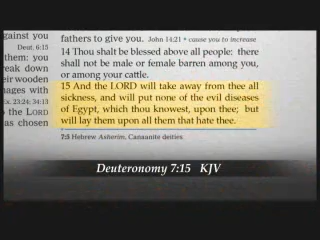 gainst you
Deut. 6:15
them: you
reak down
eir wooden
nages with
Ex. 23:24; 34:13
o the LORD
as chosen
fathers to give you. John 14:21 • cause you to increase
14 Thou shalt be blessed above all people: there
shall not be male or female barren among you,
or among your cattle.
15 And the LORD will take away from thee all
sickness, and will put none of the evil diseases
of Egypt, which thou knowest, upon thee; but
will lay them upon all them that hate thee.
7:5 Hebrew Asherim, Canaanite deities
Deuteronomy 7:15 KJV